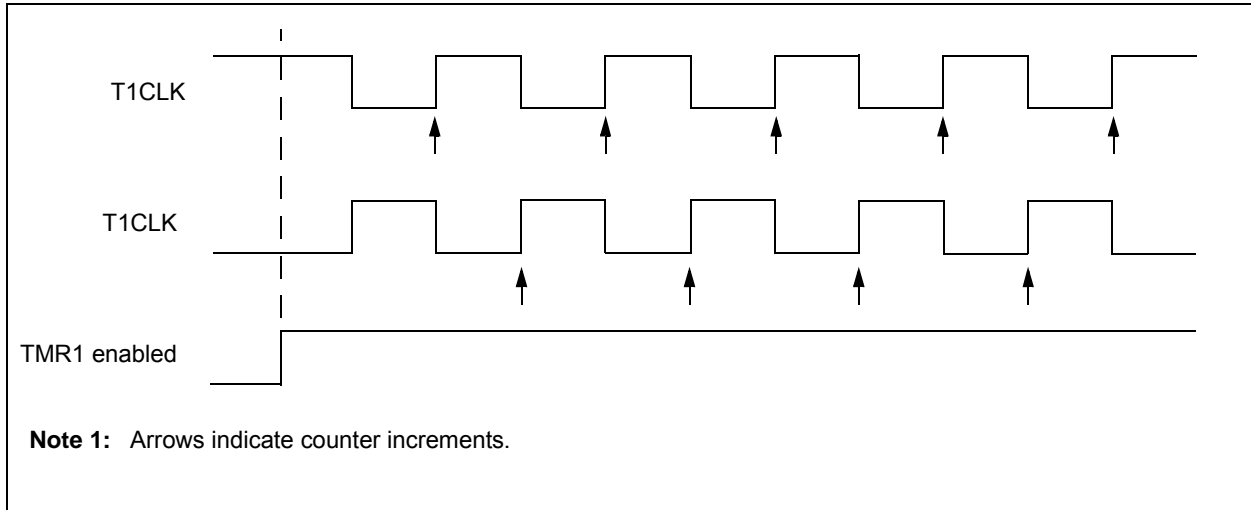 T1CLK
T1CLK
TMR1 enabled
Note 1: Arrows indicate counter increments.